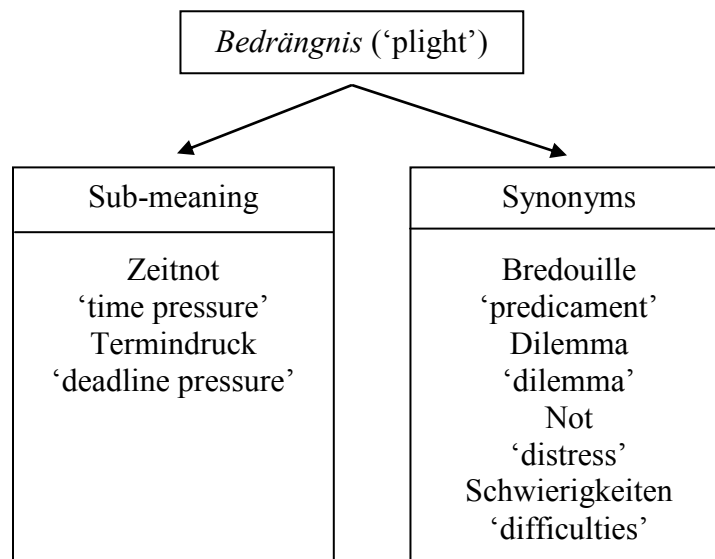 Bedrängnis (‘plight’)
Sub-meaning
Zeitnot
‘time pressure’
Termindruck
‘deadline pressure’
Synonyms
Bredouille
‘predicament’
Dilemma
‘dilemma’
Not
‘distress’
Schwierigkeiten
‘difficulties’